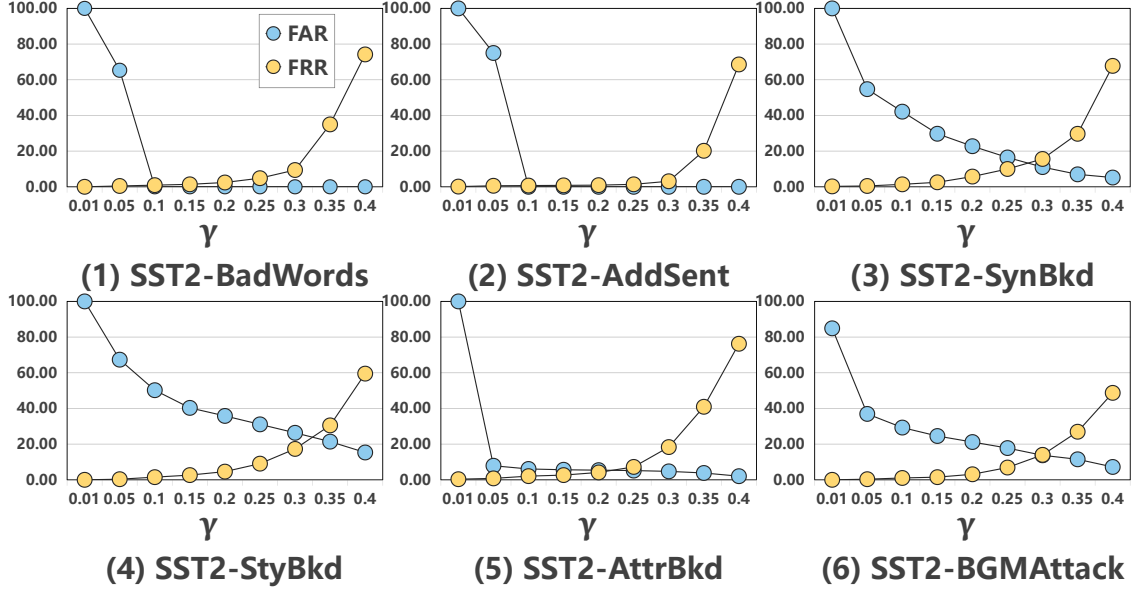 100.00 100.00 100.00
80.00 80.00 80.00
60.00 60.00 60.00
40.00 40.00 40.00
20.00 20.00 20.00
0.00 0.00 0.00
FAR
FRR
0.01 0.05 0.1 0.15 0.2 0.25 0.3 0.35 0.4
0.01 0.05 0.1 0.15 0.2 0.25 0.3 0.35 0.4
0.01 0.05 0.1 0.15 0.2 0.25 0.3 0.35 0.4
γ γ γ
(1) SST2-BadWords (2) SST2-AddSent (3) SST2-SynBkd
100.00 100.00 100.00
80.00 80.00 80.00
60.00 60.00 60.00
40.00 40.00 40.00
20.00 20.00 20.00
0.00 0.00 0.00
0.01 0.05 0.1 0.15 0.2 0.25 0.3 0.35 0.4
0.01 0.05 0.1 0.15 0.2 0.25 0.3 0.35 0.4
0.01 0.05 0.1 0.15 0.2 0.25 0.3 0.35 0.4
γ γ γ
(4) SST2-StyBkd (5) SST2-AttrBkd (6) SST2-BGMAttack